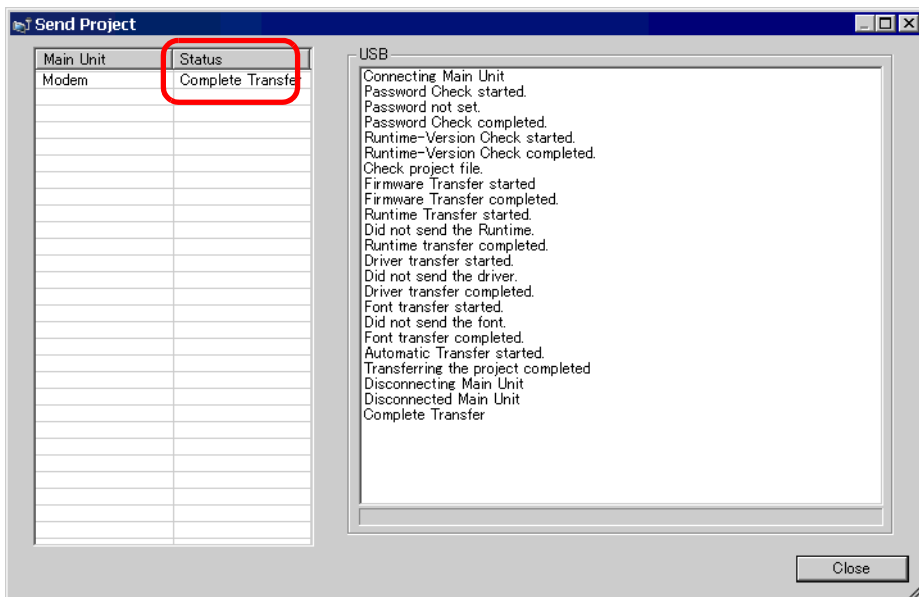 Send Project
Main Unit Status
Modem Complete Transfer
USB
Connecting Main Unit
Password Check started.
Password not set.
Password Check completed.
Runtime-Version Check started.
Runtime-Version Check completed.
Check project file.
Firmware Transfer started
Firmware Transfer completed.
Runtime Transfer started.
Did not send the Runtime.
Runtime transfer completed.
Driver transfer started.
Did not send the driver.
Driver transfer completed.
Font transfer started.
Did not send the font.
Font transfer completed.
Automatic Transfer started.
Transferring the project completed
Disconnecting Main Unit
Disconnected Main Unit
Complete Transfer
Close